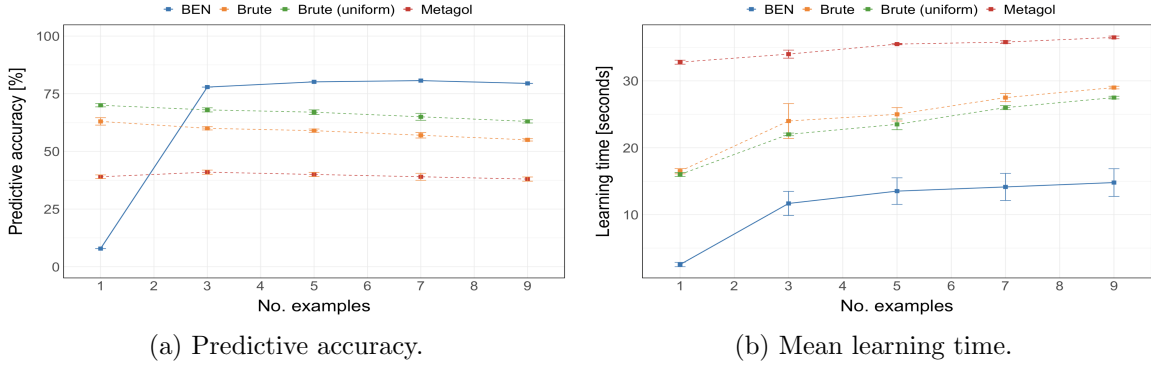 BEN Brute Brute (uniform) Metagol
Predictive accuracy [%]
100
75
50
25
0
1 2 3 4 5 6 7 8 9
No. examples
(a) Predictive accuracy.
BEN Brute Brute (uniform) Metagol
Learning time [seconds]
30
20
10
1 2 3 4 5 6 7 8 9
No. examples
(b) Mean learning time.